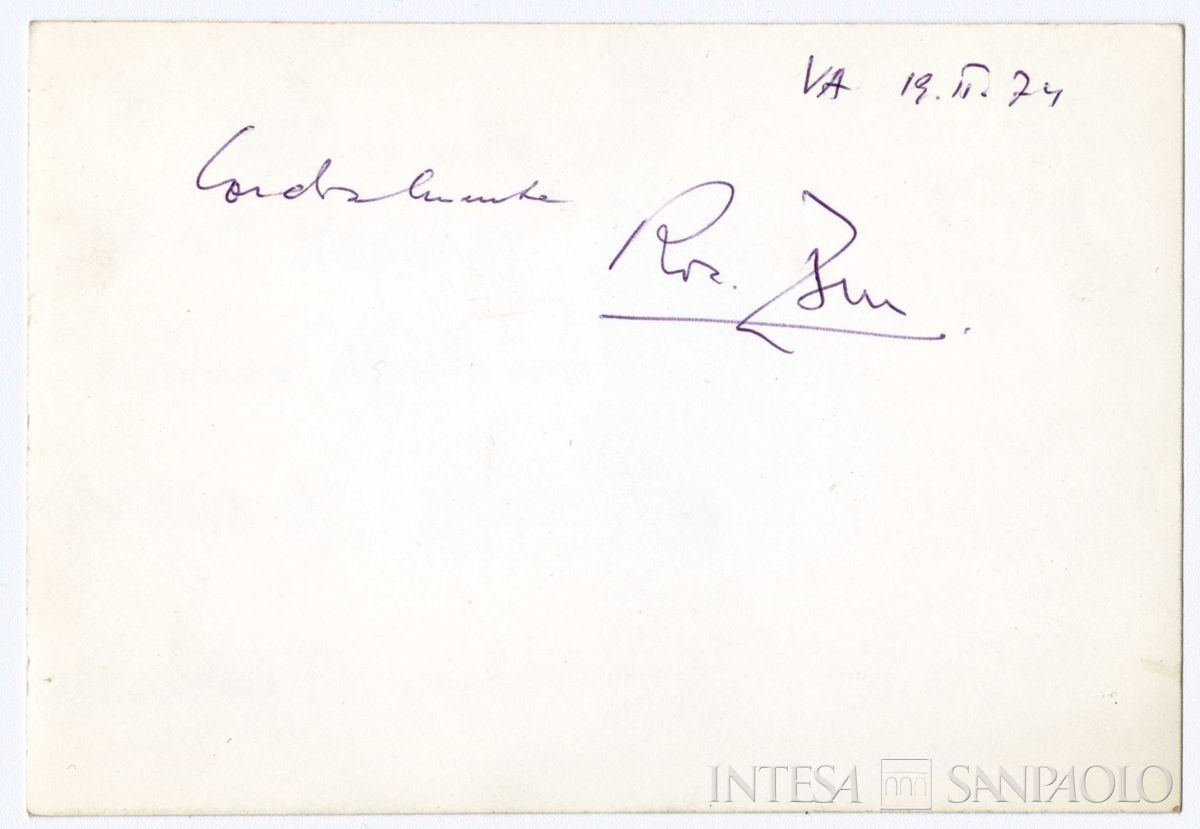 VA 19.II.74
Cordialmente
INTESA SANPAOLO